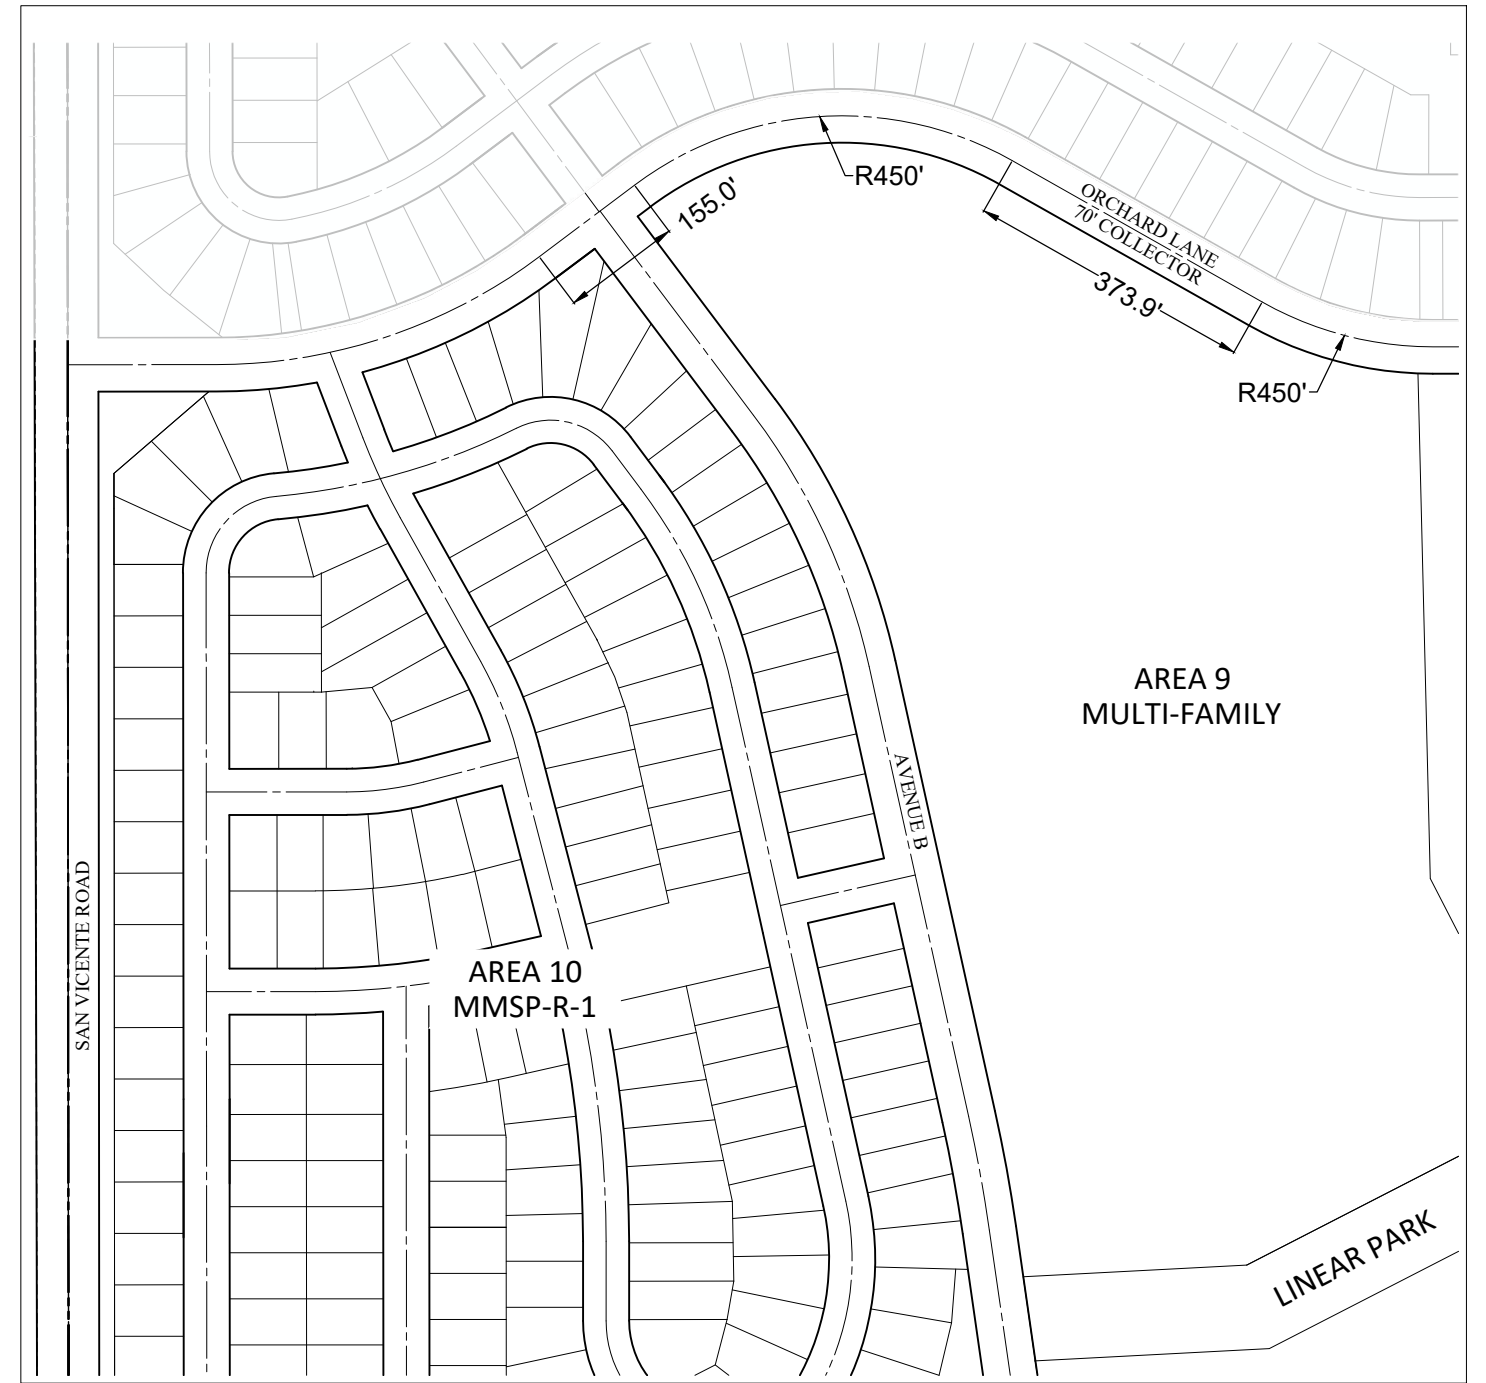 R450'
155.0'
ORCHARD LANE
70' COLLECTOR
373.9'
R450'
AREA 9
MULTI-FAMILY
AVENUE B
SAN VICENTE ROAD
AREA 10
MMSP-R-1
LINEAR PARK